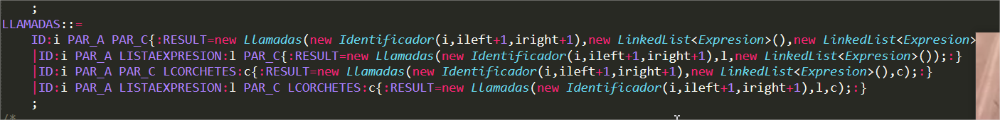 ;
LLAMADAS::=
ID:i PAR_A PAR_C{:RESULT=new Llamadas(new Identificador(i,ileft+1,iright+1),new LinkedList<Expresion>(),new LinkedList<Expresion>
|ID:i PAR_A LISTAEXPRESION:l PAR_C{:RESULT=new Llamadas(new Identificador(i,ileft+1,iright+1),l,new LinkedList<Expresion>());:}
|ID:i PAR_A PAR_C LCORCHETES:c{:RESULT=new Llamadas(new Identificador(i,ileft+1,iright+1),new LinkedList<Expresion>(),c);:}
|ID:i PAR_A LISTAEXPRESION:l PAR_C LCORCHETES:c{:RESULT=new Llamadas(new Identificador(i,ileft+1,iright+1),l,c);:}
;
/*